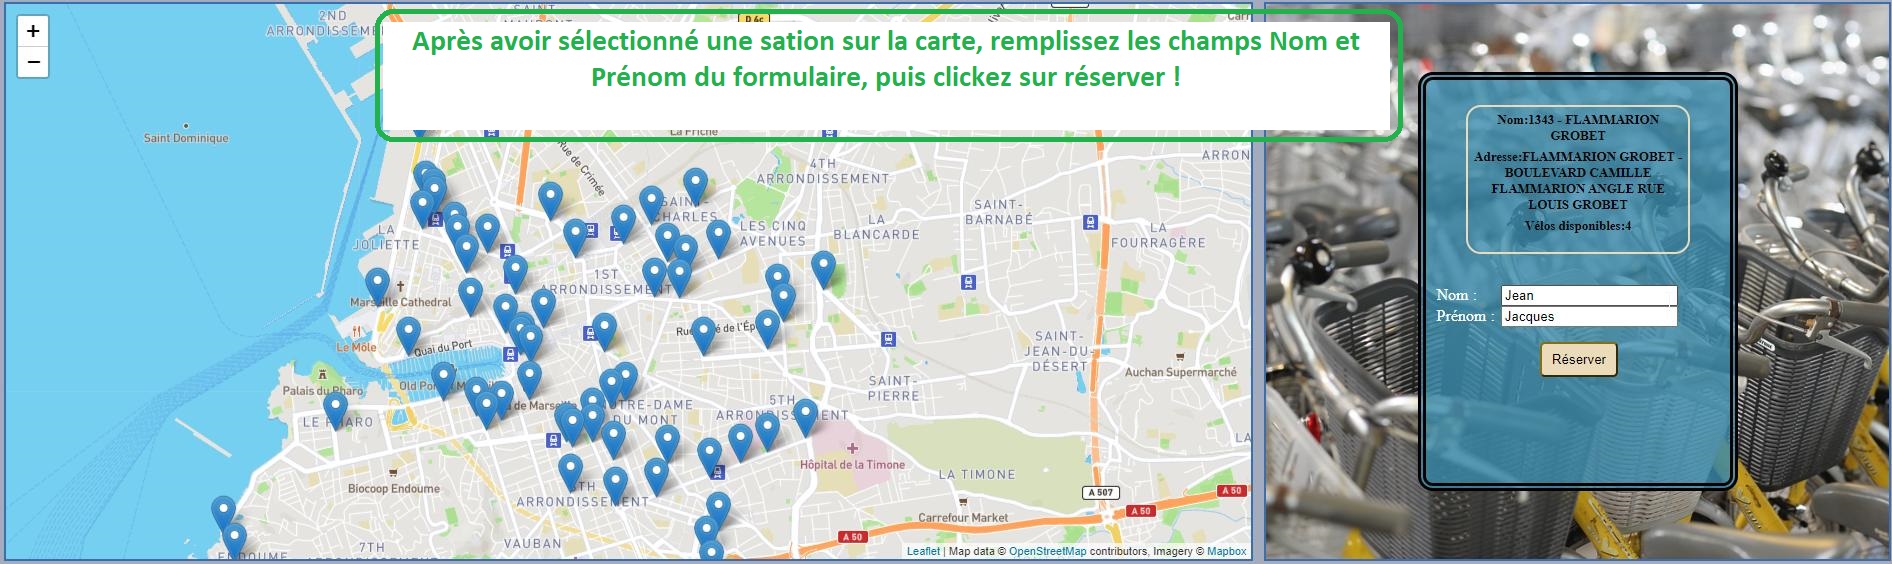 +
−
2ND
ARRONDISSEMENT
SAINT-
D 6c
Après avoir sélectionné une sation sur la carte, remplissez les champs Nom et
Prénom du formulaire, puis clickez sur réserver !
Saint Dominique
La Friche
Rue de Crimée
4TH
ARRONDISSEMENT
ARRON
SAINT-
CHARLES
SAINT-
BARNABÉ
LES CINQ
AVENUES
LA
BLANCARDE
LA
FOURRAGÈRE
LA
JOLIETTE
1ST
ARRONDISSEMENT
Marseille Cathedral
Le Môle
Quai du Port
SAINT-
JEAN-DU-
DÉSERT
Auchan Supermarché
Palais du Pharo
LE PHARO
SAINT-
PIERRE
NOTRE-DAME
DU MONT
5TH
ARRONDISSEMENT
Hôpital de la Timone
LA TIMONE
Biocoop Endoume
6TH
ARRONDISSEMENT
A 507
A 50
A 50
Carrefour Market
A 50
VAUBAN
7TH
ENDOUME
Leaflet | Map data © OpenStreetMap contributors, Imagery © Mapbox
Nom:1343 - FLAMMARION
GROBET
Adresse:FLAMMARION GROBET -
BOULEVARD CAMILLE
FLAMMARION ANGLE RUE
LOUIS GROBET
Vélos disponibles:4
Nom : Jean
Prénom : Jacques
Réserver